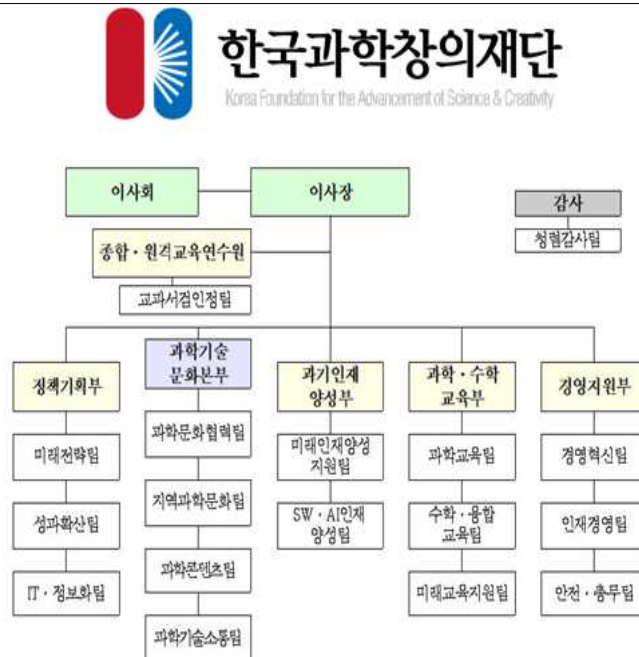 한국과학창의재단
Korea Foundation for the Advancement of Science & Creativity
이사회
이사장
감사
청렴감사팀
종합·원격교육연수원
교과서검인정팀
정책기획부
미래전략팀
성과확산팀
IT·정보화팀
과학기술
문화본부
과학문화협력팀
지역과학문화팀
과학콘텐츠팀
과학기술소통팀
과기인재
양성부
미래인재양성
지원팀
SW·AI인재
양성팀
과학·수학
교육부
과학교육팀
수학·융합
교육팀
미래교육지원팀
경영지원부
경영혁신팀
인재경영팀
안전·총무팀